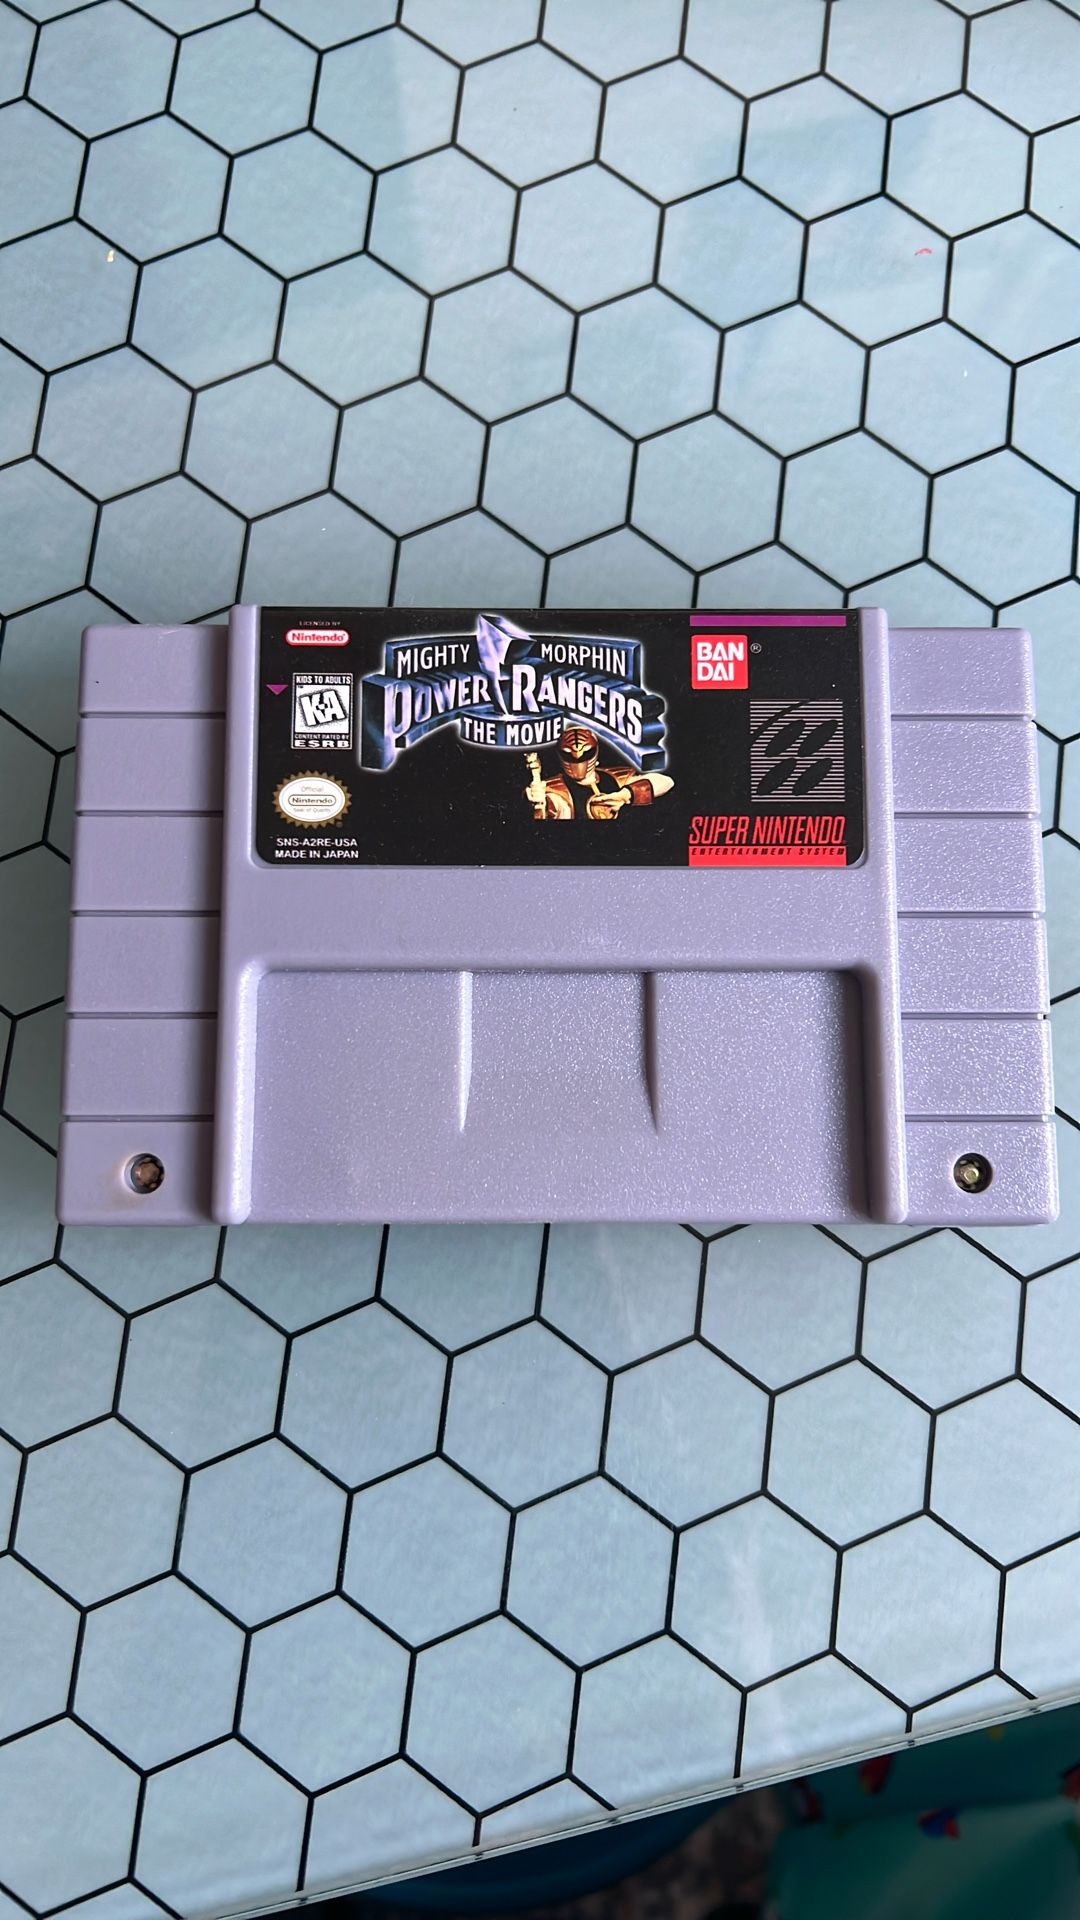 LICENSED BY
Nintendo®
KIDS TO ADULTS
KA
CONTENT RATED BY
ESRB
Official
Nintendo
Seal of Quality
SNS-A2RE-USA
MADE IN JAPAN
MIGHTY MORPHIN
POWER RANGERS
THE MOVIE
BAN
DAI ®
SUPER NINTENDO
ENTERTAINMENT SYSTEM